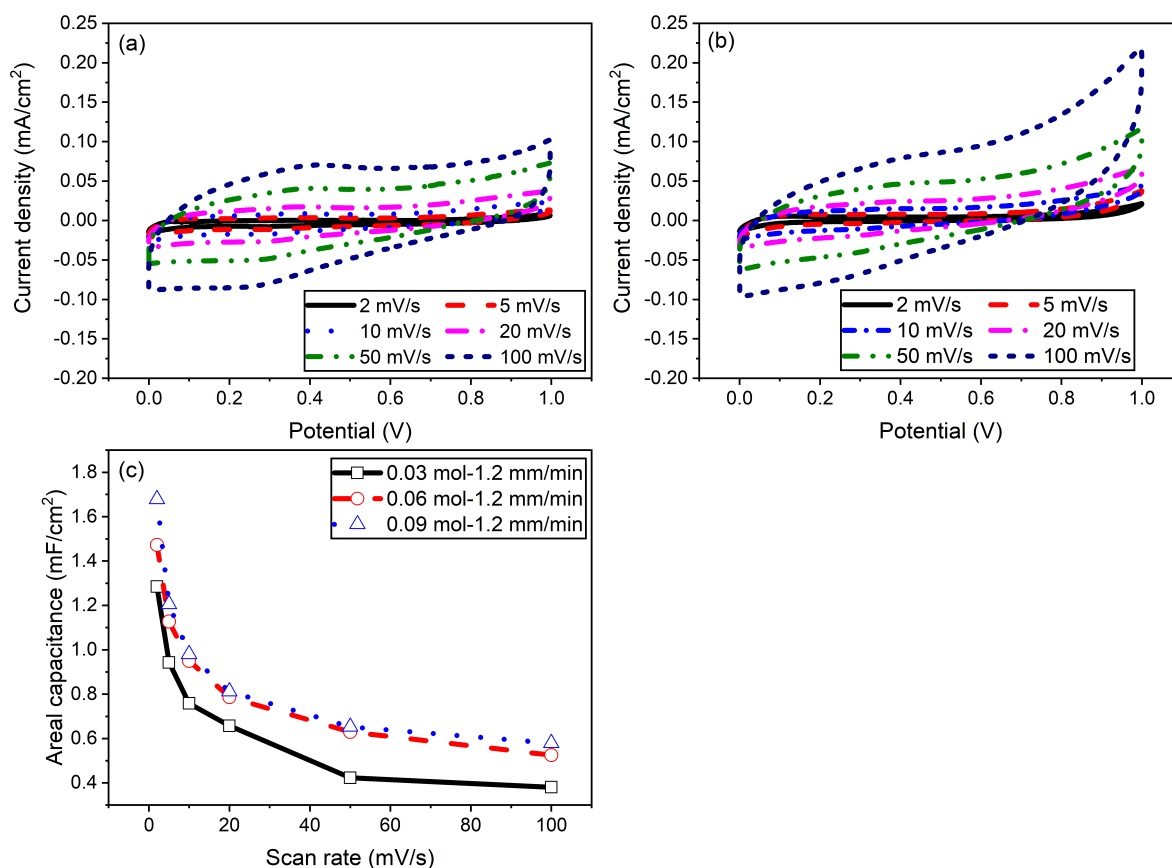 (a)
0.25
0.20
0.15
0.10
0.05
0.00
-0.05
-0.10
-0.15
-0.20
Current density (mA/cm²)
2 mV/s 5 mV/s
10 mV/s 20 mV/s
50 mV/s 100 mV/s
0.0 0.2 0.4 0.6 0.8 1.0
Potential (V)
(b)
0.25
0.20
0.15
0.10
0.05
0.00
-0.05
-0.10
-0.15
-0.20
Current density (mA/cm²)
2 mV/s 5 mV/s
10 mV/s 20 mV/s
50 mV/s 100 mV/s
0.0 0.2 0.4 0.6 0.8 1.0
Potential (V)
(c)
1.8
1.6
1.4
1.2
1.0
0.8
0.6
0.4
Areal capacitance (mF/cm²)
0.03 mol-1.2 mm/min
0.06 mol-1.2 mm/min
0.09 mol-1.2 mm/min
0 20 40 60 80 100
Scan rate (mV/s)